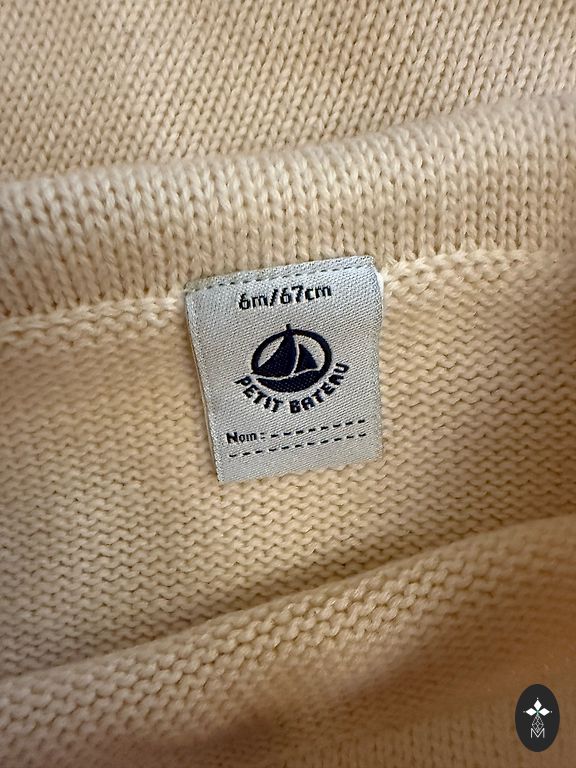 6m/67cm
PETIT BATEAU
Nom :
M